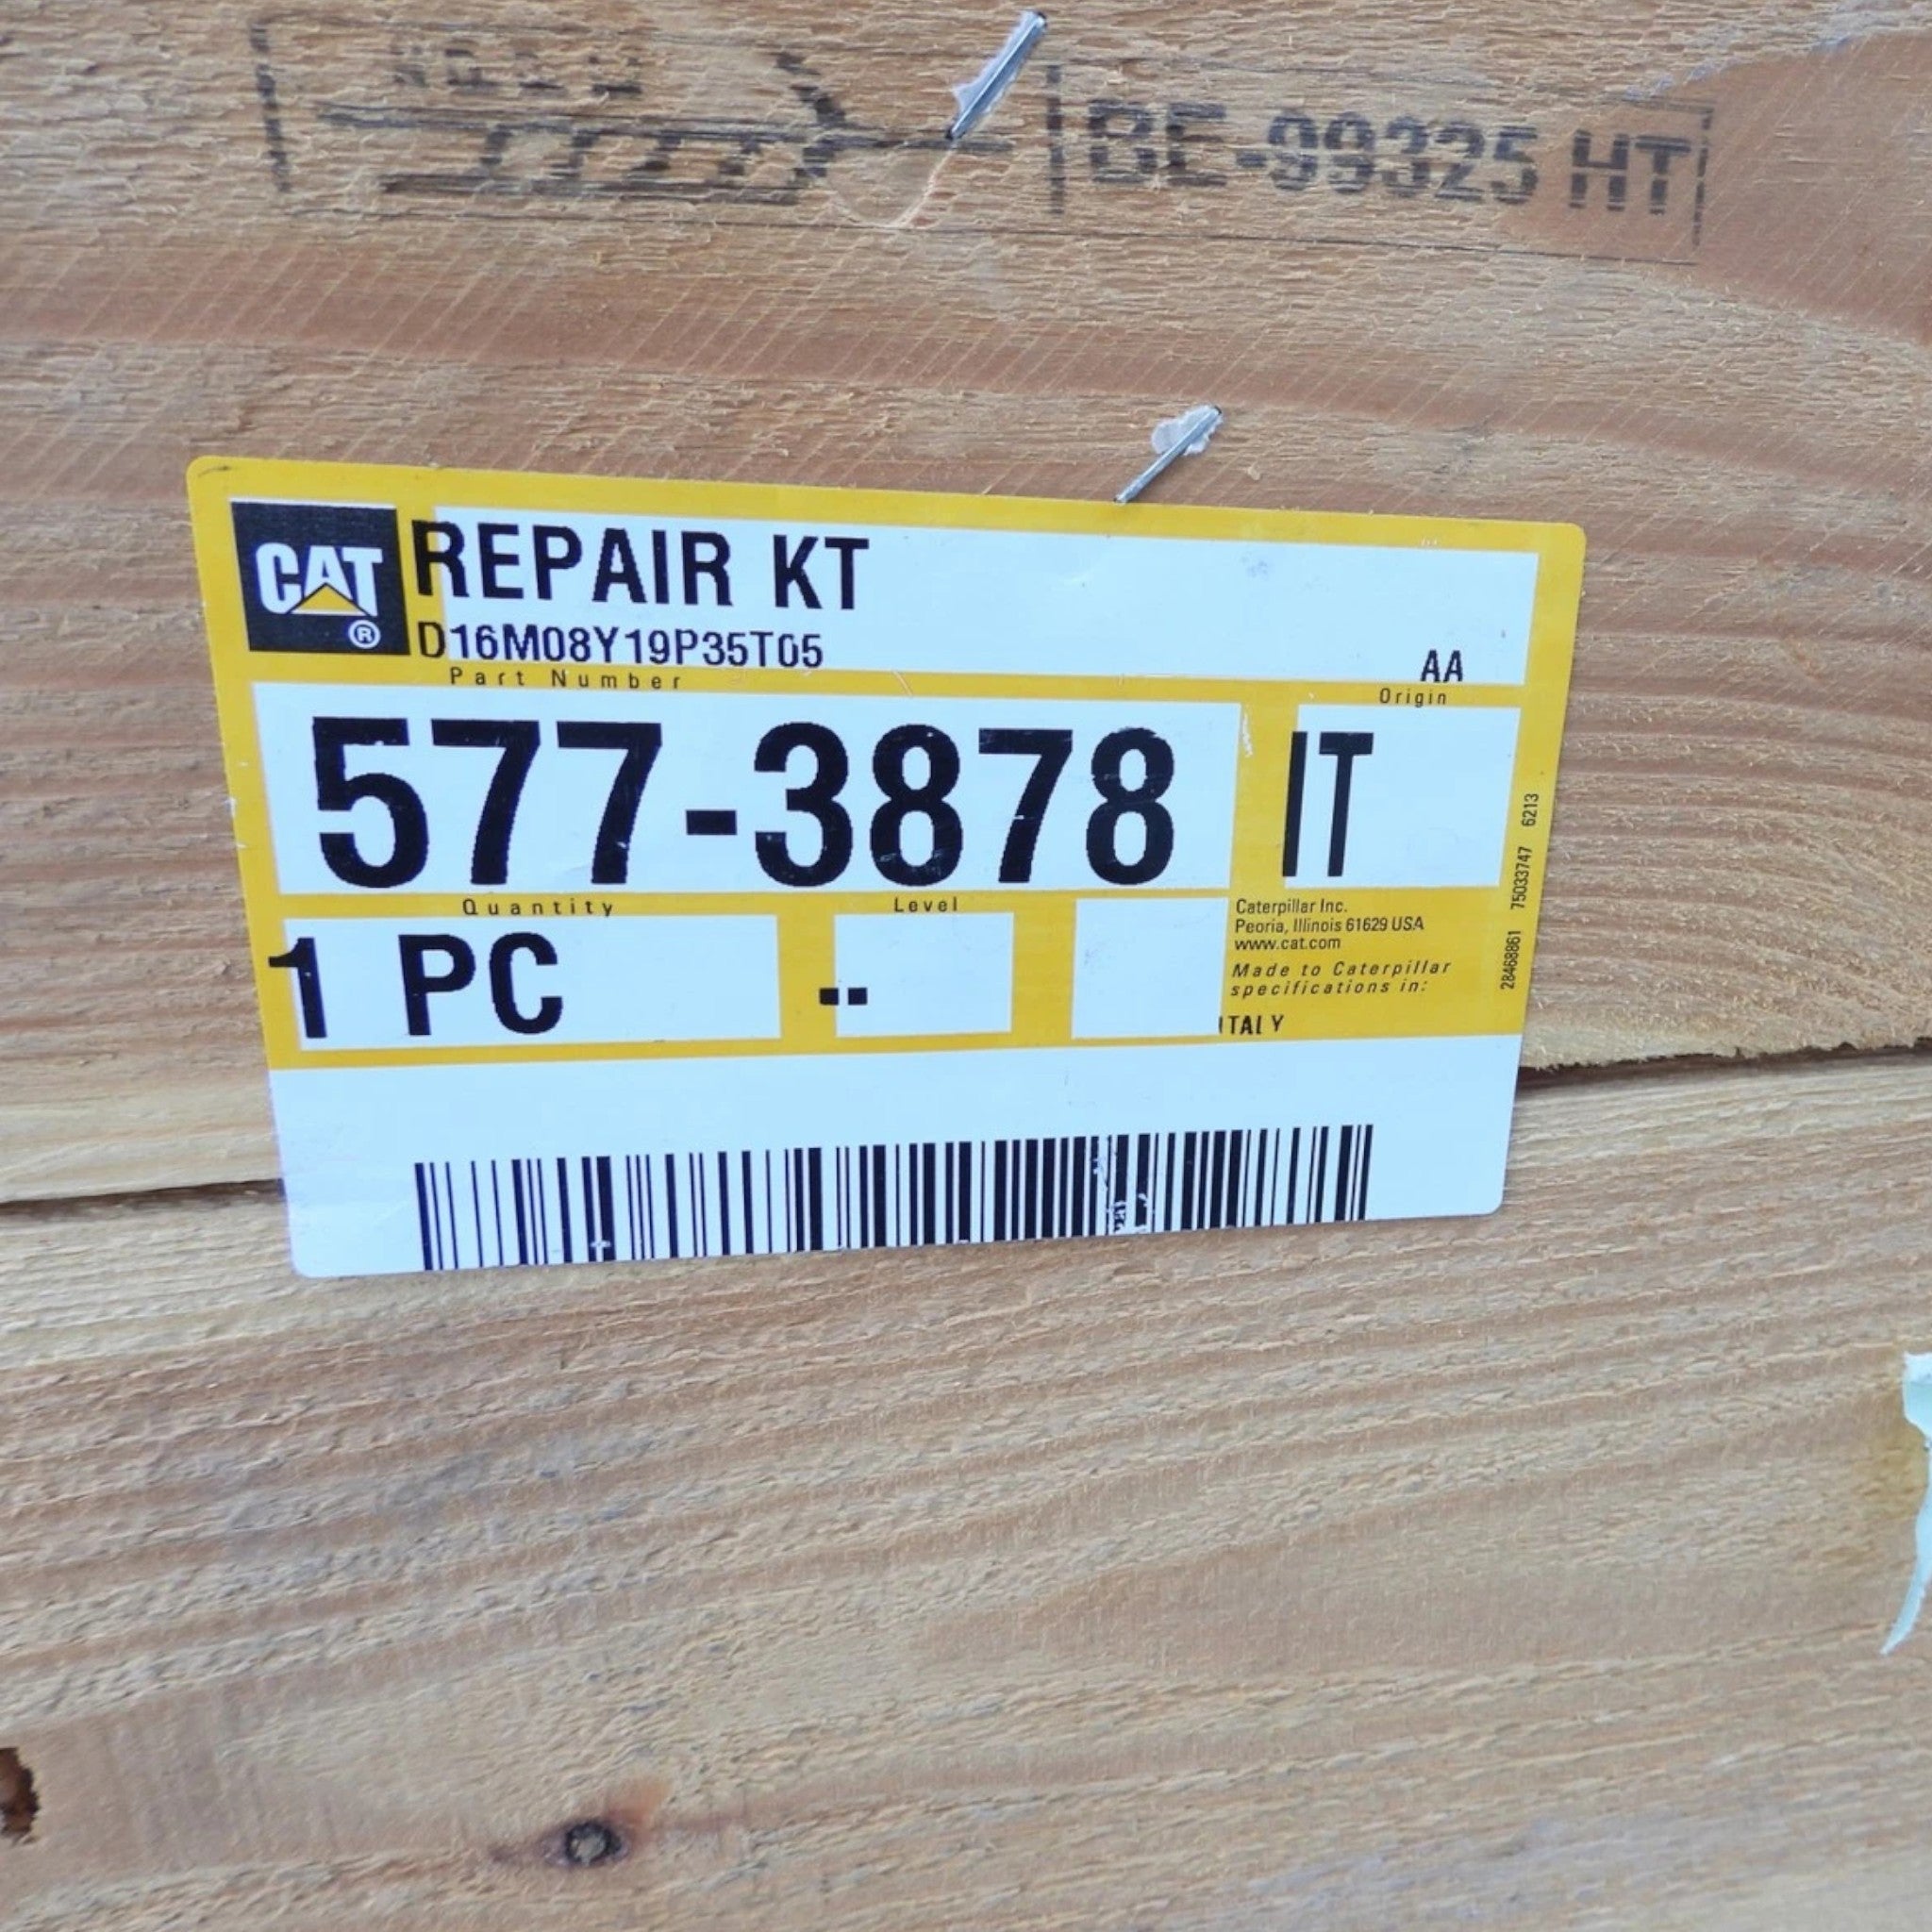 BE-99325 HT
CAT ®
REPAIR KT
D16M08Y19P35T05
AA
Part Number
Origin
577-3878
IT
Quantity
Level
1 PC
--
Caterpillar Inc.
Peoria, Illinois 61629 USA
www.cat.com
Made to Caterpillar
specifications in:
ITALY
28468861 75033747 6213